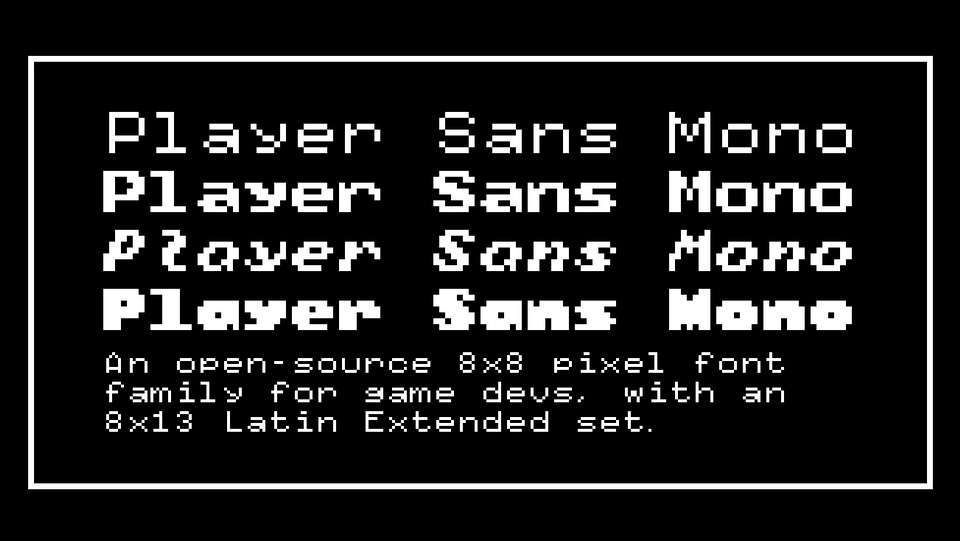 Player Sans Mono
Player Sans Mono
Player Sans Mono
Player Sans Mono
An open-source 8x8 pixel font
family for game devs, with an
8x13 Latin Extended set.